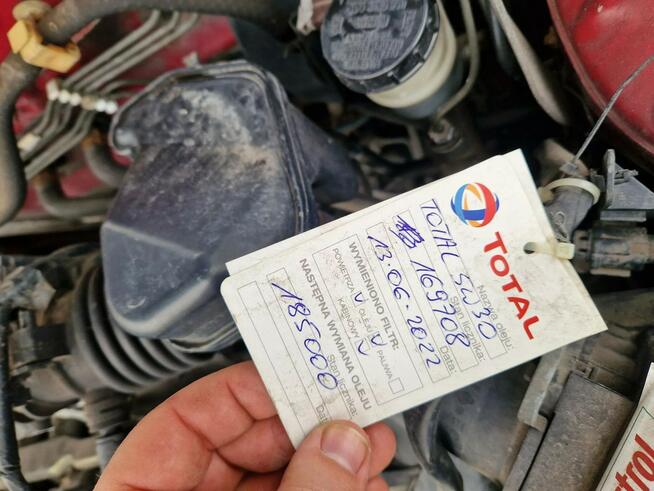 TOTAL
Nazwa oleju:
TOTAL 5W30
Stan licznika:
169708
Data:
13.06.2022
WYMIENIONO FILTR:
POWIETRZA v OLEJU v PALIWA
KABINOWY v
NASTĘPNA WYMIANA OLEJU
Stan licznika:
185000
Data
trol